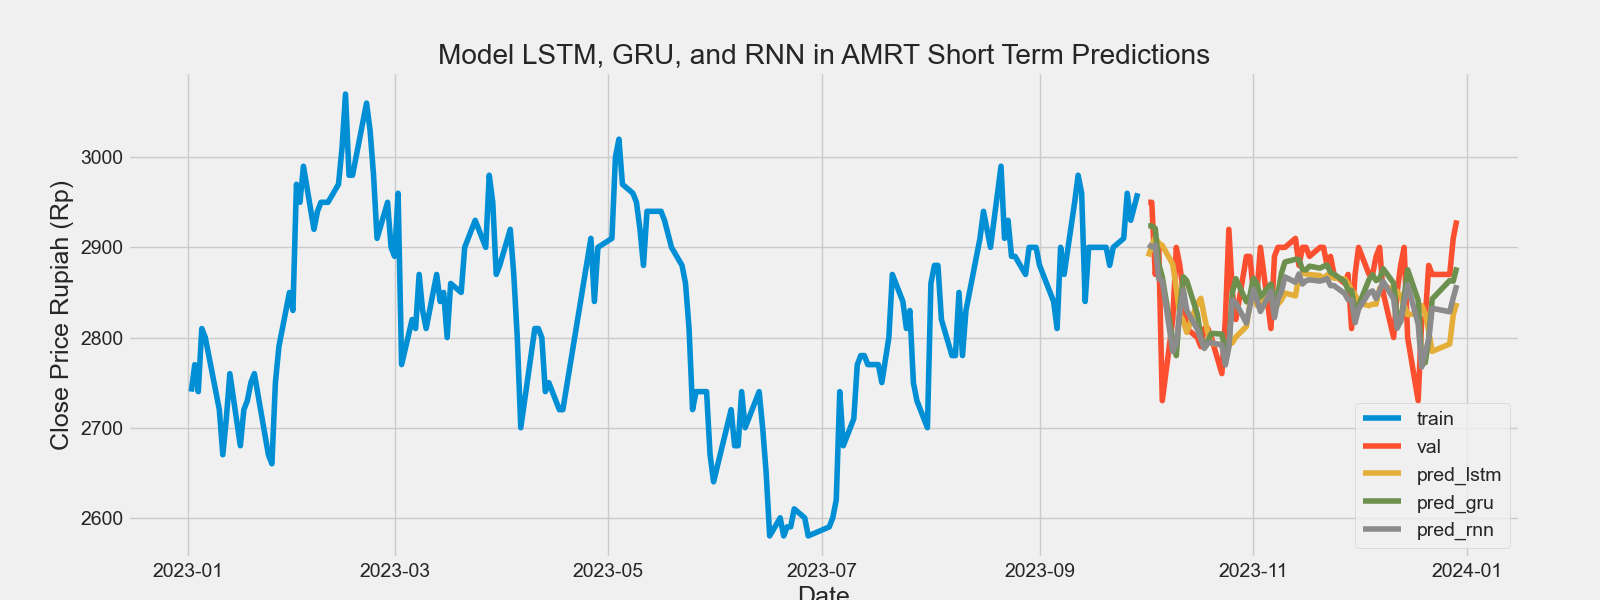 Model LSTM, GRU, and RNN in AMRT Short Term Predictions
Close Price Rupiah (Rp)
3000
2900
2800
2700
2600
train
val
pred_lstm
pred_gru
pred_rnn
2023-01 2023-03 2023-05 2023-07 2023-09 2023-11 2024-01
Date